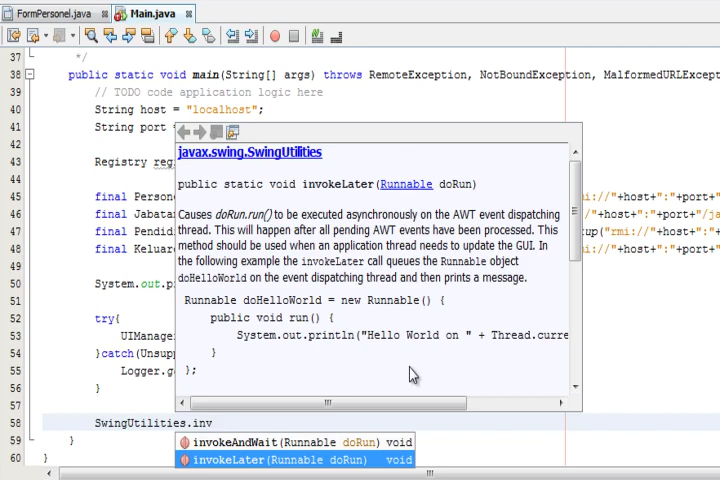 FormPersonel.java Main.java
37 */
38 public static void main(String[] args) throws RemoteException, NotBoundException, MalformedURLExcept
39 // TODO code application logic here
40 String host = "localhost";
41 String port =
42
43 Registry reg
44
45 final Person mi://"+host+":"+port+"
46 final Jabatan /"+host+":"+port+"/ja
47 final Pendidi up("rmi://"+host+":"+
48 final Keluar mi://"+host+":"+port+"
49
50 System.out.p
51
52 try{
53 UIManage
54 }catch(Unsupp
55 Logger.ge
56 }
57
58 SwingUtilities.inv
59 }
60 }
javax.swing.SwingUtilities
public static void invokeLater(Runnable doRun)
Causes doRun.run() to be executed asynchronously on the AWT event dispatching
thread. This will happen after all pending AWT events have been processed. This
method should be used when an application thread needs to update the GUI. In
the following example the invokeLater call queues the Runnable object
doHelloWorld on the event dispatching thread and then prints a message.
Runnable doHelloWorld = new Runnable() {
public void run() {
System.out.println("Hello World on " + Thread.curre
}
};
invokeAndWait(Runnable doRun) void
invokeLater(Runnable doRun) void